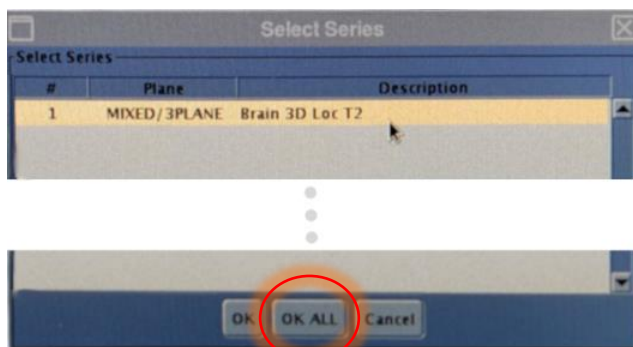 Select Series
Select Series
# Plane Description
1 MIXED/3PLANE Brain 3D Loc T2
OK OK ALL Cancel